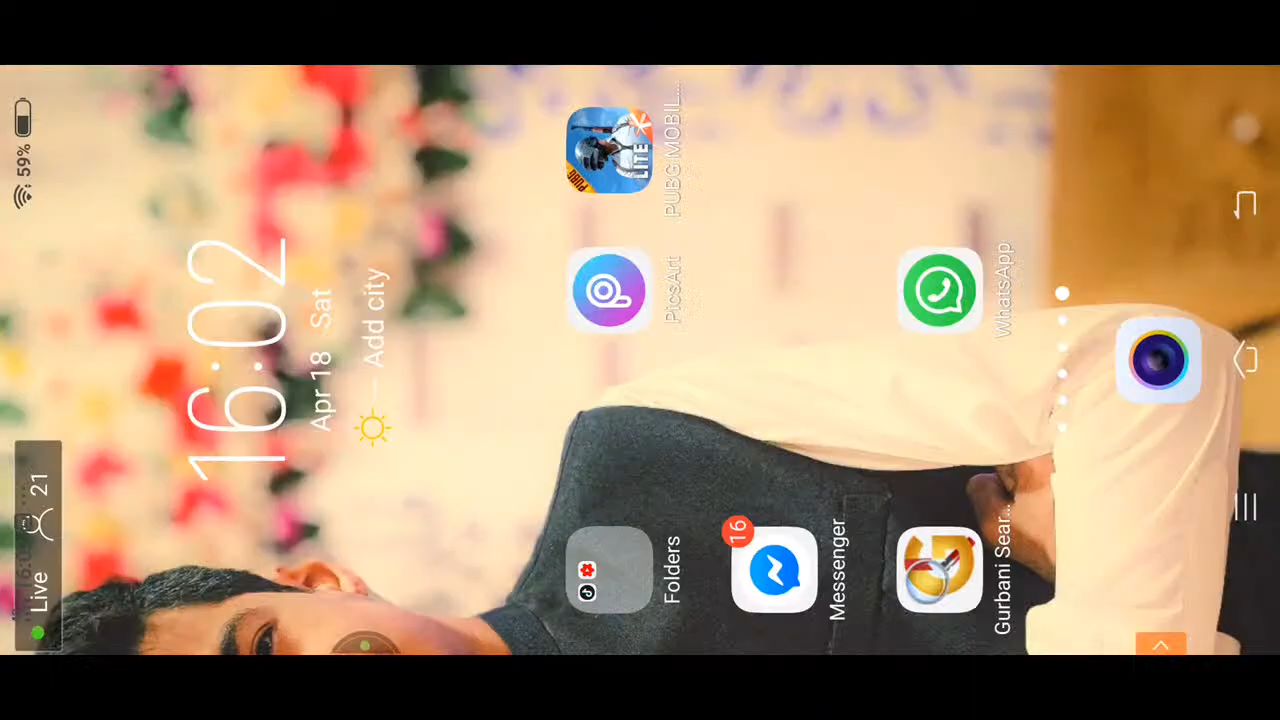 59%
Live 21
16:02
Apr 18 Sat
— Add city
PUBG
LITE
PUBG MOBIL...
PicsArt
Folders
16
Messenger
WhatsApp
Gurbani Sear...